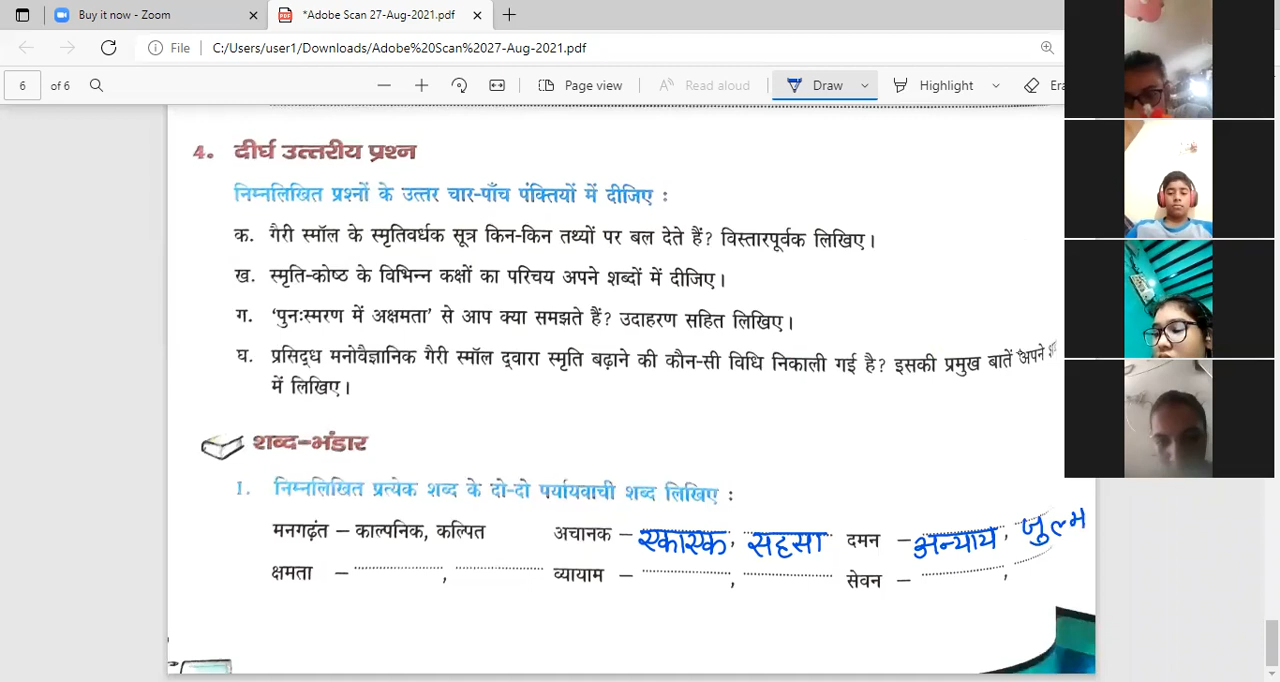 Buy it now - Zoom
*Adobe Scan 27-Aug-2021.pdf
File C:/Users/user1/Downloads/Adobe%20Scan%2027-Aug-2021.pdf
6 of 6 Page view Read aloud Draw Highlight Era
4. दीर्घ उत्तरीय प्रश्न
निम्नलिखित प्रश्नों के उत्तर चार-पाँच पंक्तियों में दीजिए :
क. गैरी स्मॉल के स्मृतिवर्धक सूत्र किन-किन तथ्यों पर बल देते हैं? विस्तारपूर्वक लिखिए।
ख. स्मृति-कोष्ठ के विभिन्न कक्षों का परिचय अपने शब्दों में दीजिए।
ग. 'पुनःस्मरण में अक्षमता' से आप क्या समझते हैं? उदाहरण सहित लिखिए।
घ. प्रसिद्ध मनोवैज्ञानिक गैरी स्मॉल द्वारा स्मृति बढ़ाने की कौन-सी विधि निकाली गई है? इसकी प्रमुख बातें अपने
में लिखिए।
शब्द-भंडार
1. निम्नलिखित प्रत्येक शब्द के दो-दो पर्यायवाची शब्द लिखिए :
मनगढ़ंत – काल्पनिक, कल्पित अचानक – एकाएक, सहसा दमन – अन्याय, जुल्म
क्षमता – , व्यायाम – , सेवन – ,